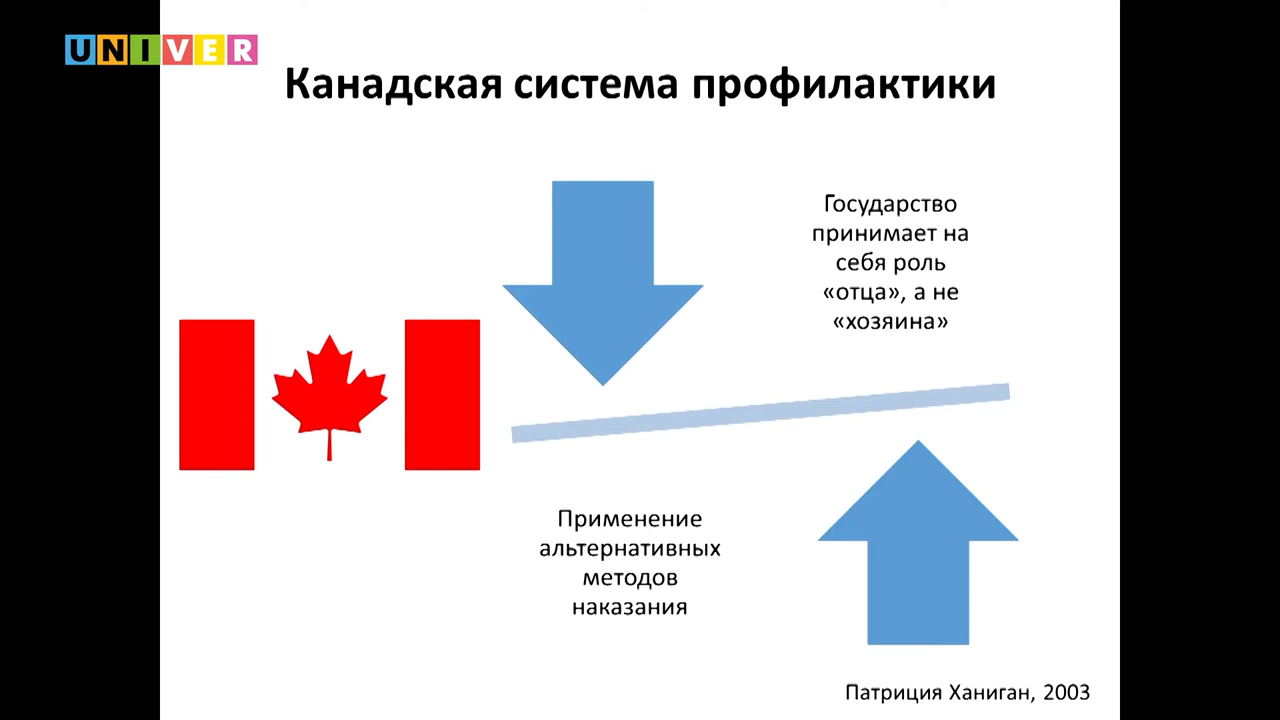 UNIVER
Канадская система профилактики
Государство
принимает на
себя роль
«отца», а не
«хозяина»
Применение
альтернативных
методов
наказания
Патриция Ханиган, 2003